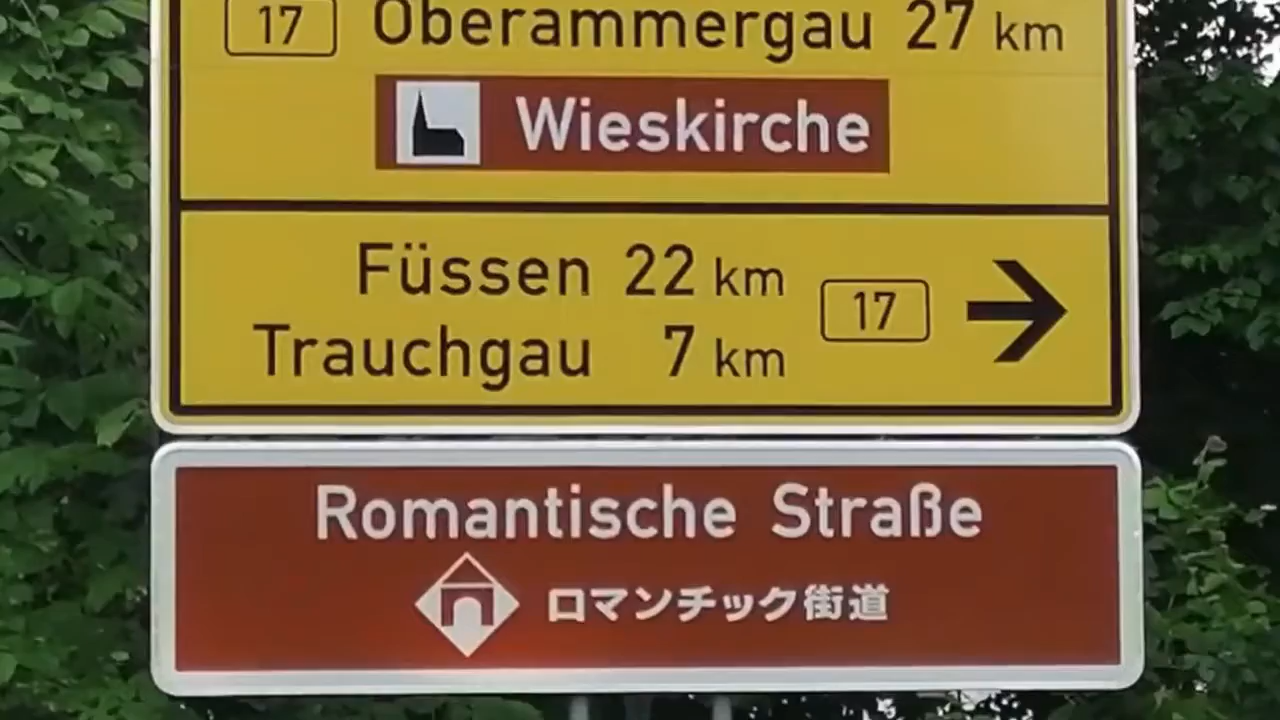 17 Oberammergau 27 km
Wieskirche
Füssen 22 km 17
Trauchgau 7 km
Romantische Straße
ロマンチック街道